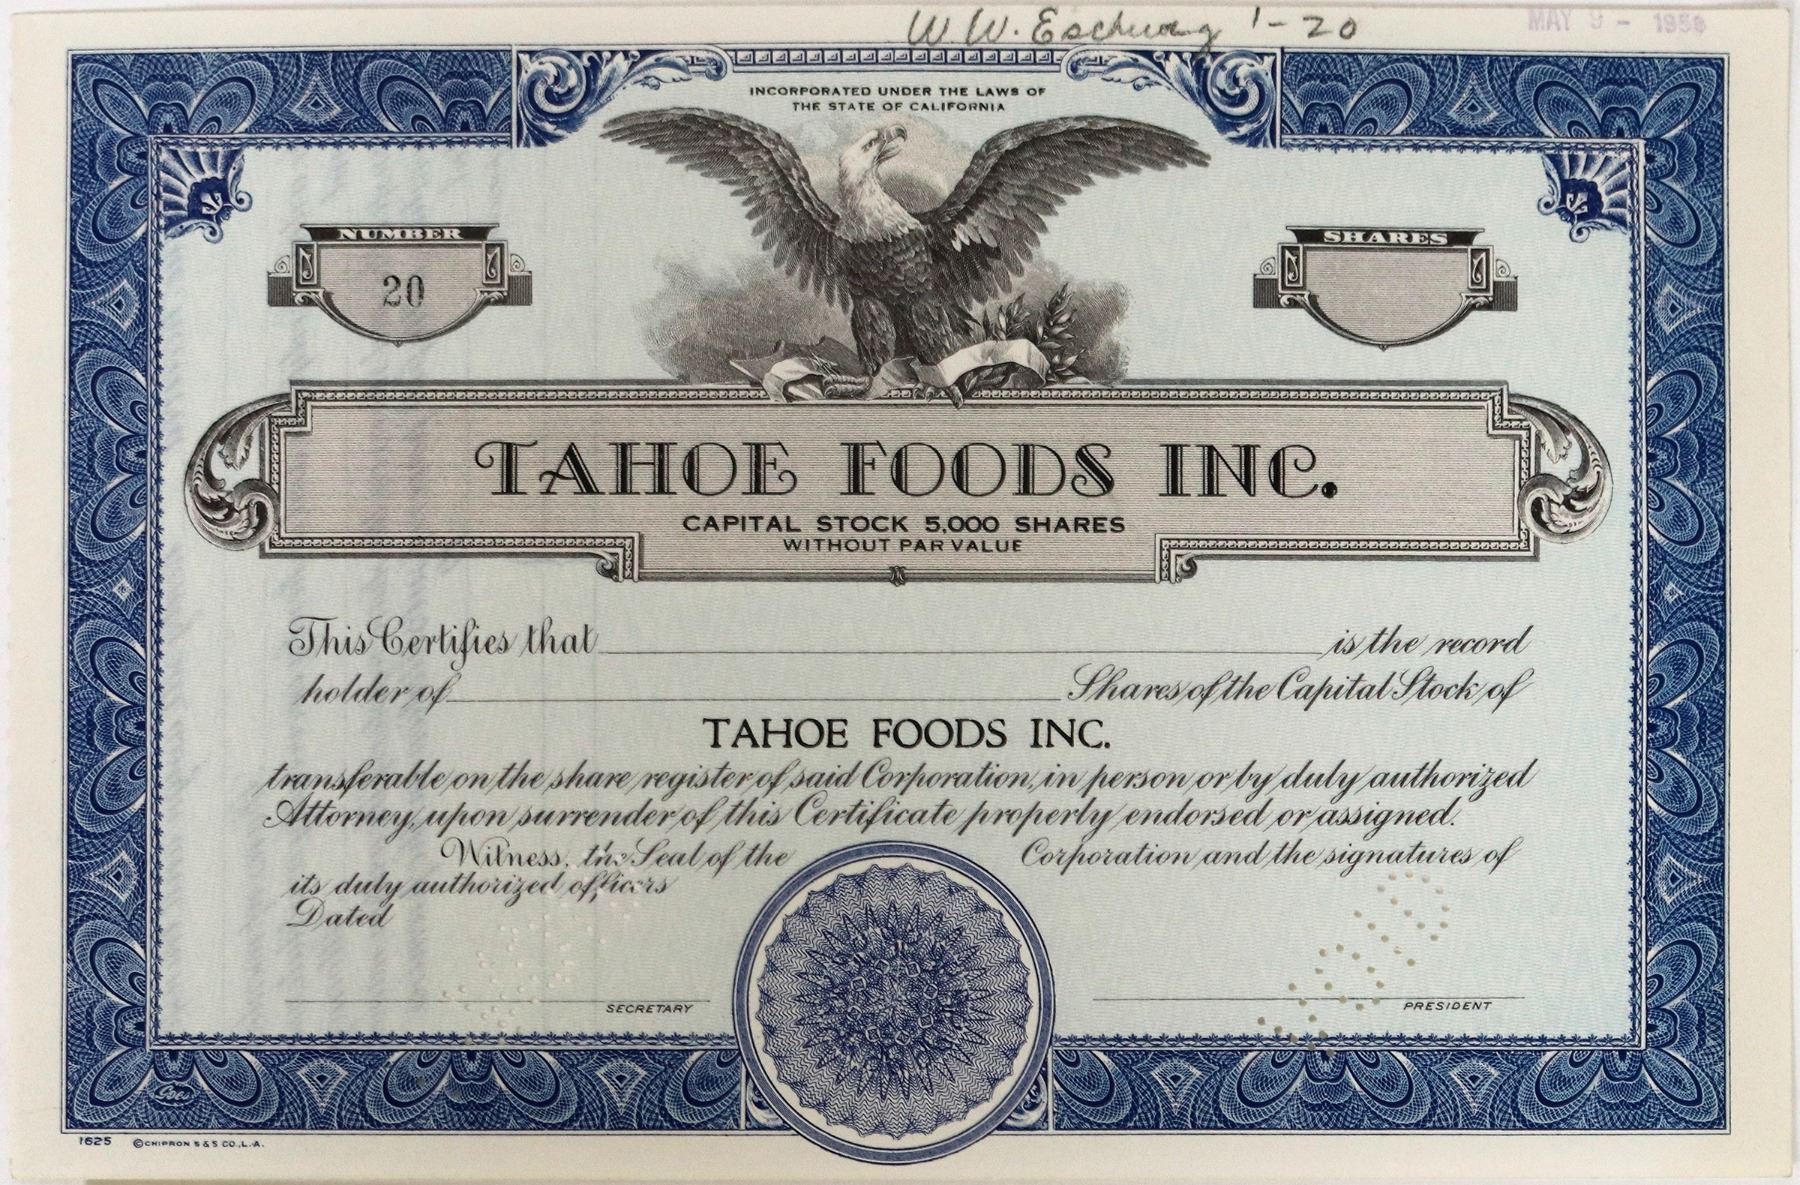 W.W. 1-20
MAY 9 - 195
INCORPORATED UNDER THE LAWS OF
THE STATE OF CALIFORNIA
NUMBER
20
SHARES
TAHOE FOODS INC.
CAPITAL STOCK 5,000 SHARES
WITHOUT PAR VALUE
This Certifies that is the record
holder of Shares of the Capital Stock of
TAHOE FOODS INC.
transferable on the share register of said Corporation, in person or by duly authorized
Attorney, upon surrender of this Certificate properly endorsed or assigned.
Witness, the Seal of the Corporation and the signatures of
its duly authorized officers
Dated
SECRETARY
PRESIDENT
Goes
1625 ©CHIPRON S & S CO., L.A.